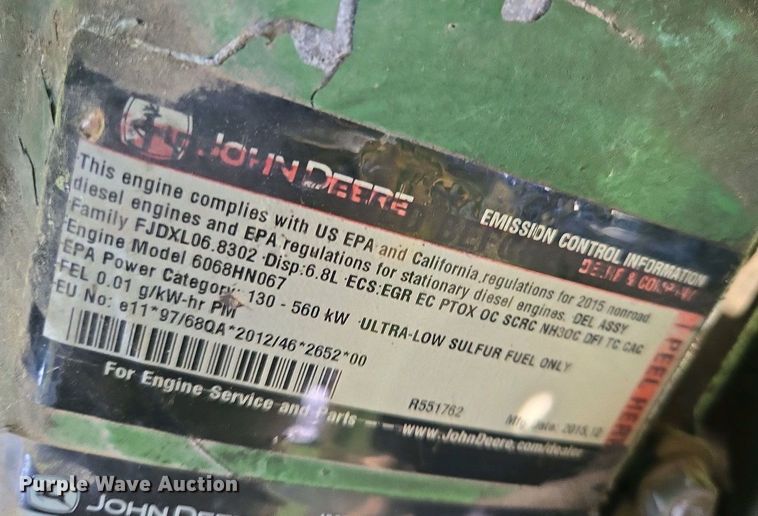 JOHN DEERE
EMISSION CONTROL INFORMATION
DEERE & COMPANY
This engine complies with US EPA and California regulations for 2015 nonroad
diesel engines and EPA regulations for stationary diesel engines. DEL ASSY
Family FJDXL06.8302 Disp:6.8L ECS:EGR EC PTOX OC SCRC NH3OC DFI TC CAC
Engine Model 6068HN067
EPA Power Category: 130 - 560 kW ULTRA-LOW SULFUR FUEL ONLY
FEL 0.01 g/kW-hr PM
EU No: e11*97/68QA*2012/46*2652*00
R551762 Mfg Date: 2015.12
For Engine Service and Parts - - - www.JohnDeere.com/dealer
PEEL HERE
JOHN DEERE
Purple Wave Auction